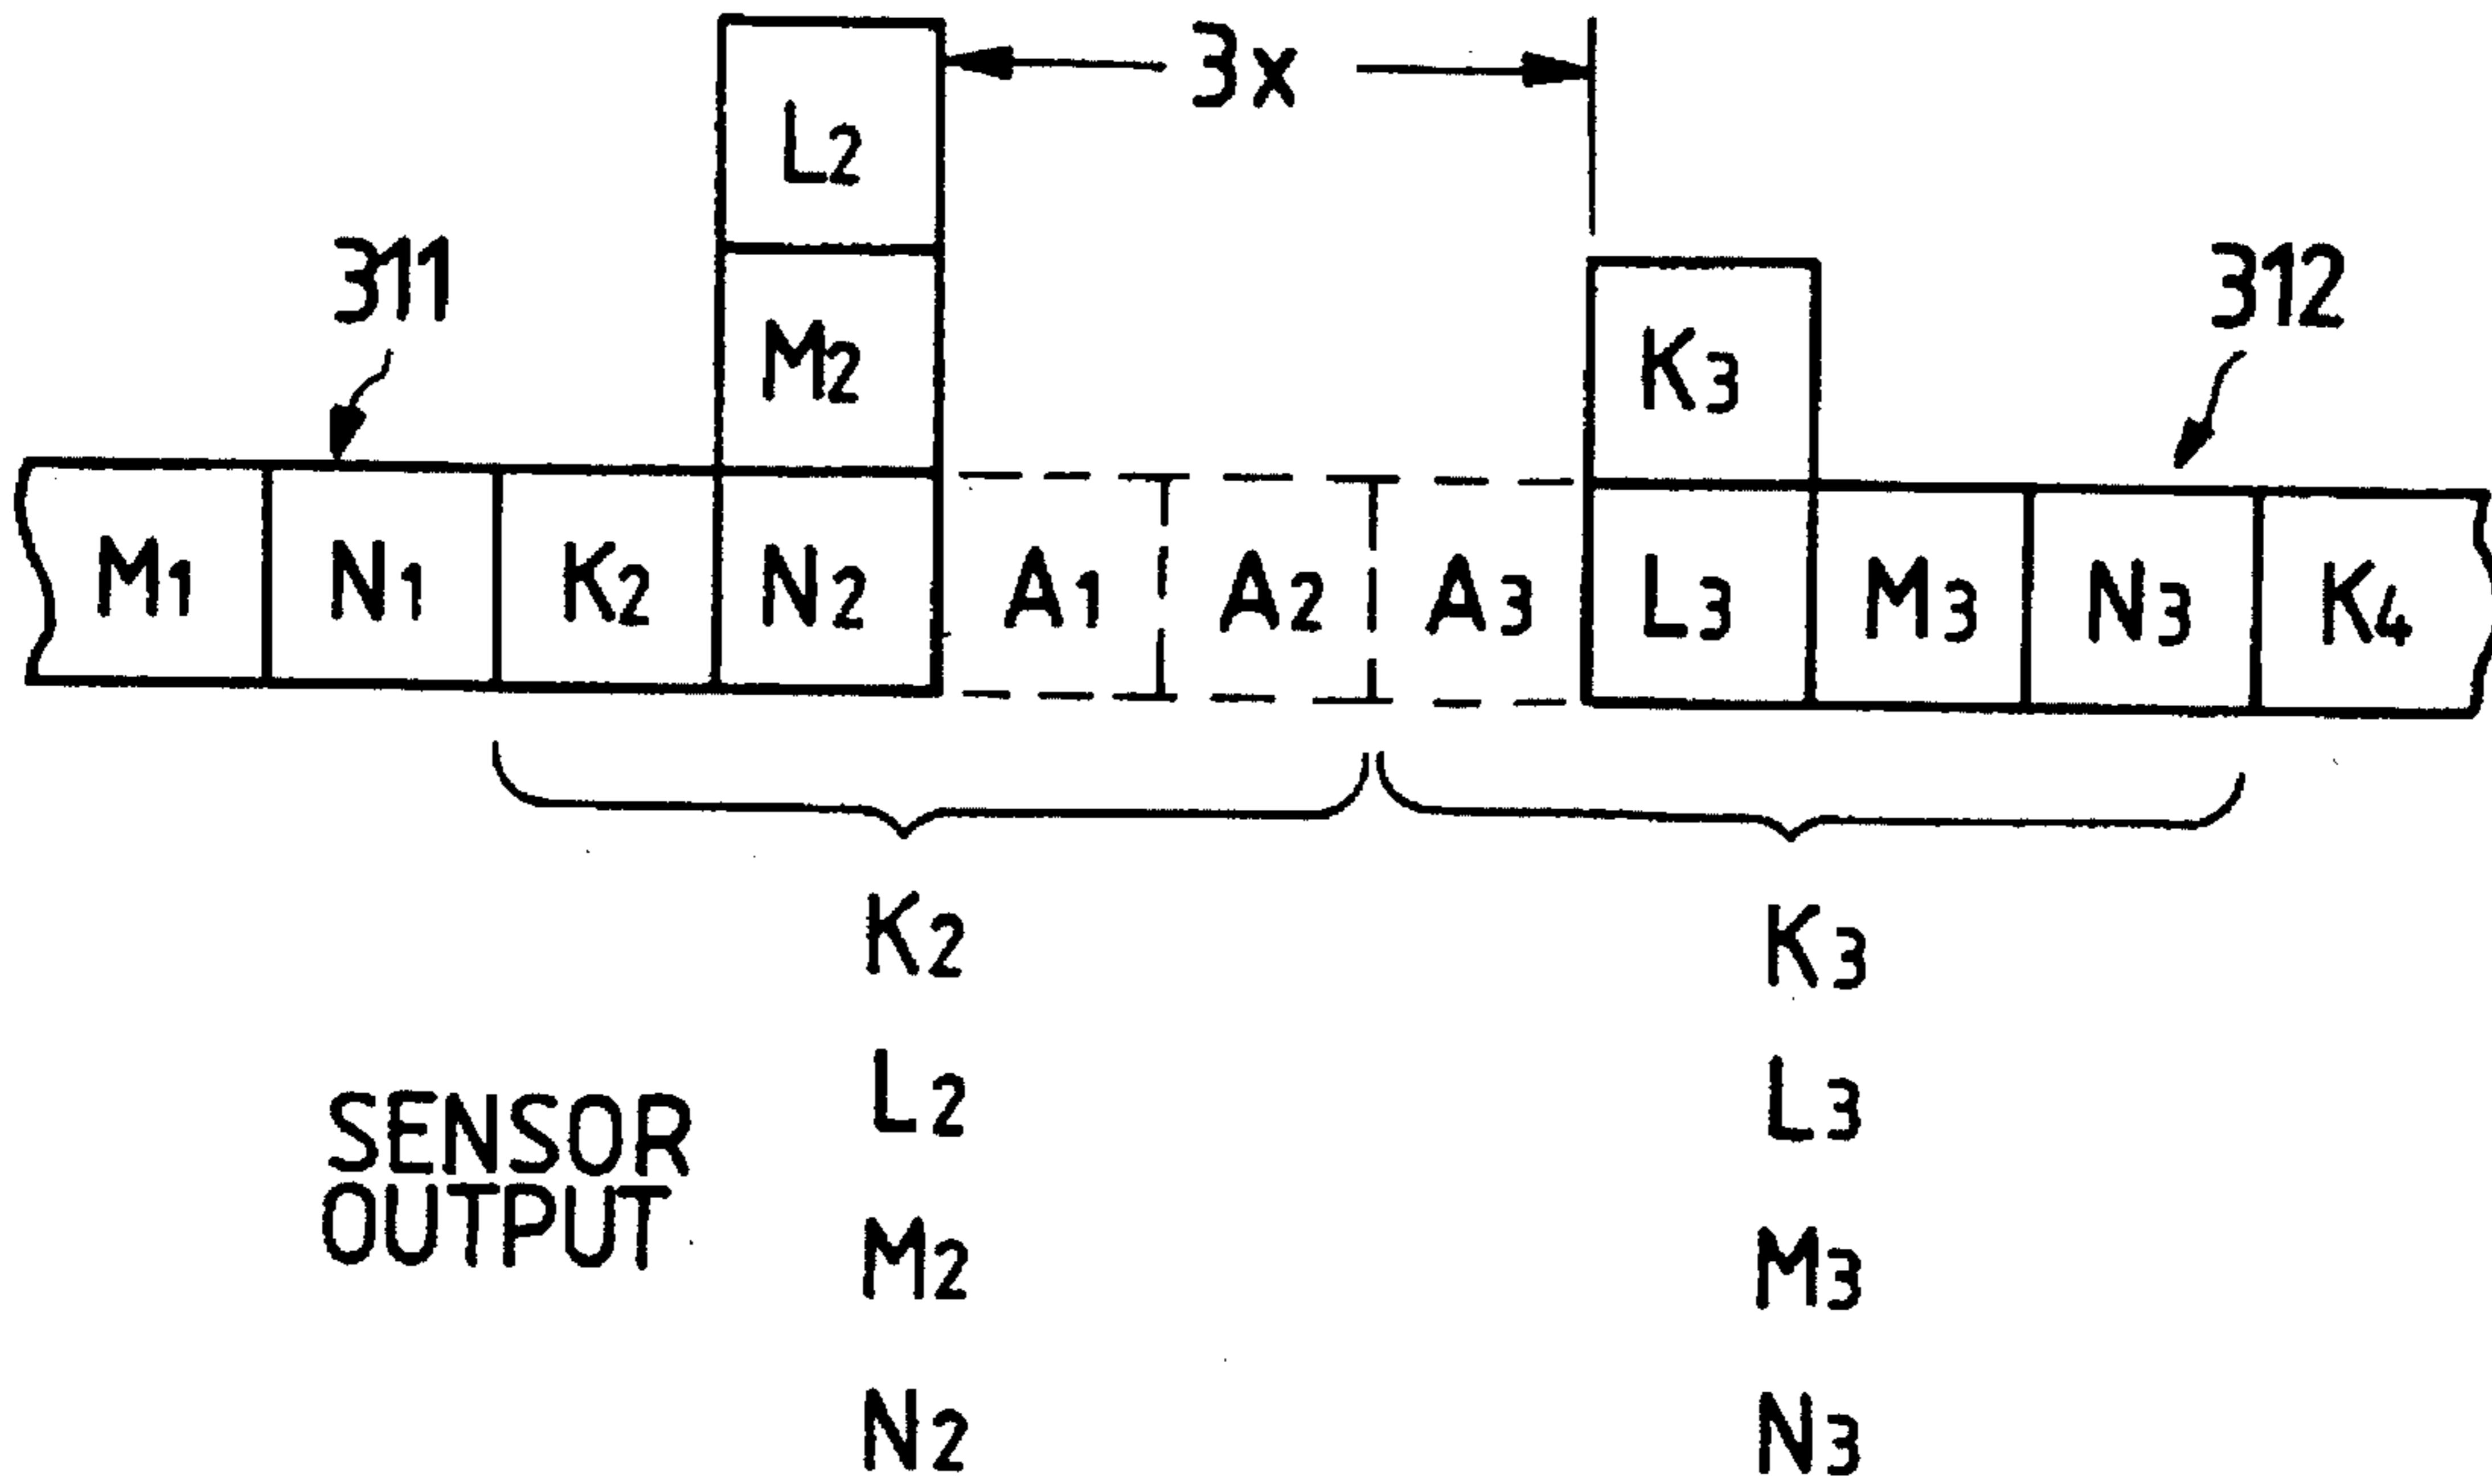 3x
L2
311
312
M2
K3
M1 N1 K2 N2 A1 A2 A3 L3 M3 N3 K4
K2 K3
L2 L3
SENSOR
OUTPUT
M2 M3
N2 N3